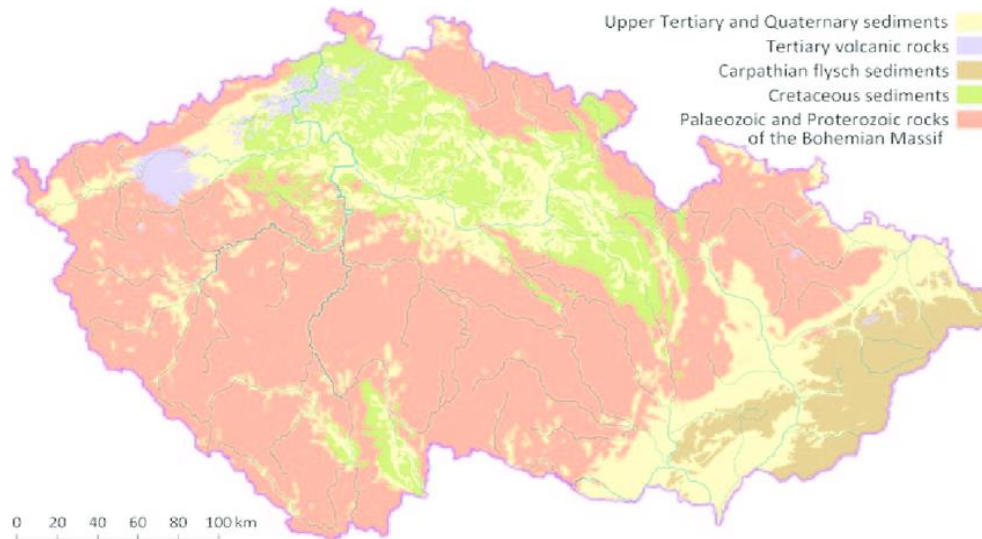 Upper Tertiary and Quaternary sediments
Tertiary volcanic rocks
Carpathian flysch sediments
Cretaceous sediments
Palaeozoic and Proterozoic rocks
of the Bohemian Massif
0 20 40 60 80 100 km